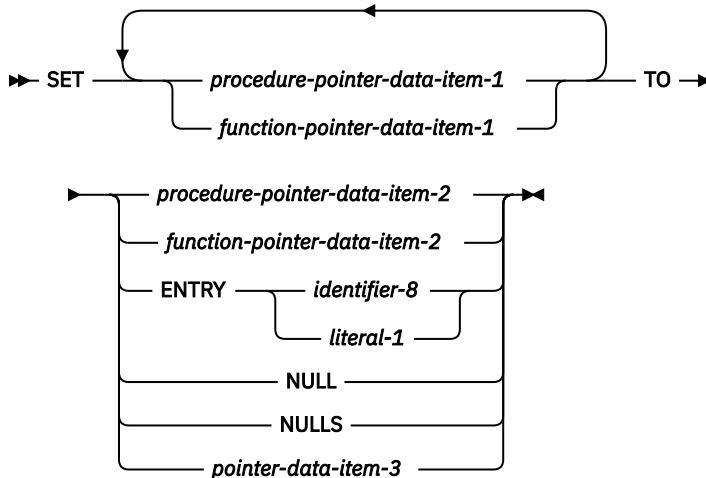 SET procedure-pointer-data-item-1 TO
function-pointer-data-item-1
procedure-pointer-data-item-2
function-pointer-data-item-2
ENTRY identifier-8
literal-1
NULL
NULLS
pointer-data-item-3